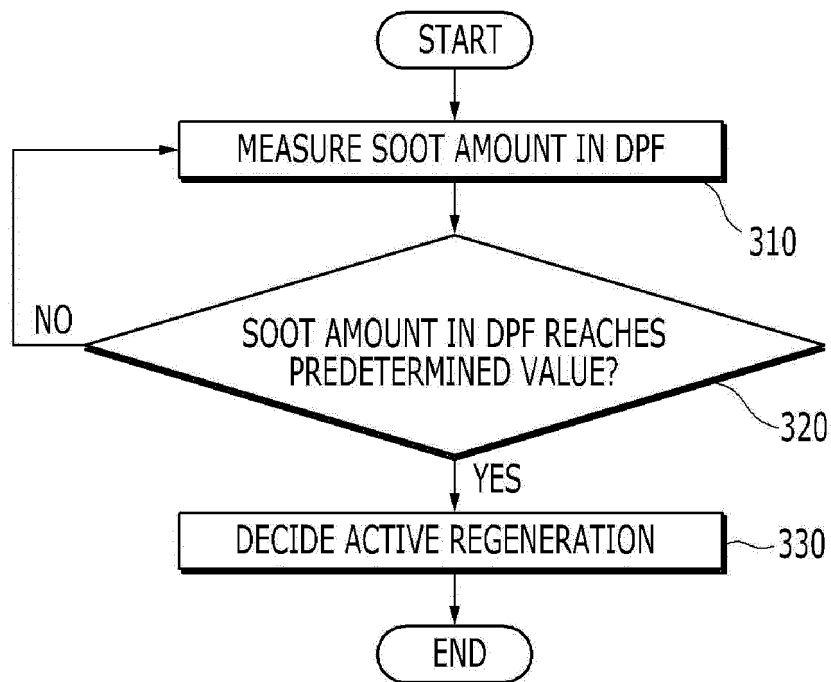 START
MEASURE SOOT AMOUNT IN DPF
310
NO
SOOT AMOUNT IN DPF REACHES
PREDETERMINED VALUE?
320
YES
DECIDE ACTIVE REGENERATION
330
END